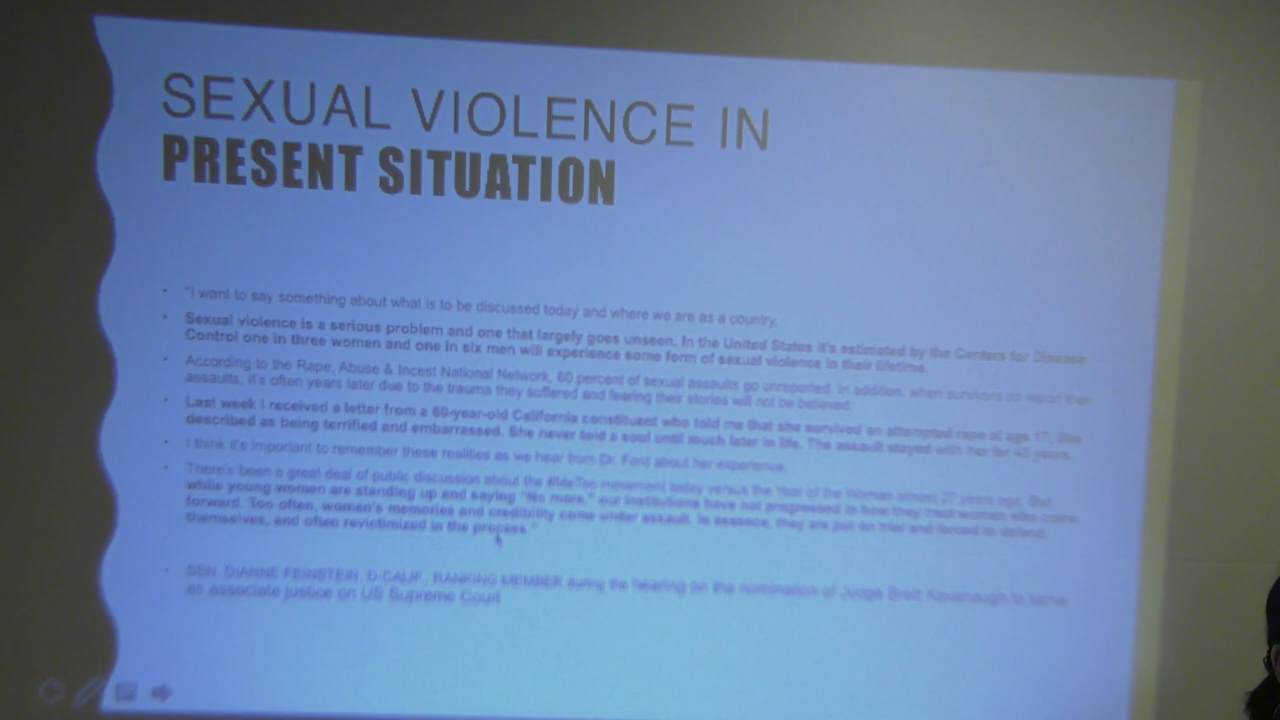 SEXUAL VIOLENCE IN
PRESENT SITUATION
• "I want to say something about what is to be discussed today and where we are as a country.
• Sexual violence is a serious problem and one that largely goes unseen. In the United States it's estimated by the Centers for Disease
Control one in three women and one in six men will experience some form of sexual violence in their lifetime.
• According to the Rape, Abuse & Incest National Network, 60 percent of sexual assaults go unreported. In addition, when survivors do report their
assaults, it's often years later due to the trauma they suffered and fearing their stories will not be believed.
• Last week I received a letter from a 60-year-old California constituent who told me that she survived an attempted rape at age 17. She
described as being terrified and embarrassed. She never told a soul until much later in life. The assault stayed with her for 43 years.
• I think it's important to remember these realities as we hear from Dr. Ford about her experience.
• There's been a great deal of public discussion about the #MeToo movement today versus the Year of the Woman almost 27 years ago. But
while young women are standing up and saying "No more," our institutions have not progressed in how they treat women who come
forward. Too often, women's memories and credibility come under assault. In essence, they are put on trial and forced to defend
themselves, and often revictimized in the process."
• SEN. DIANNE FEINSTEIN, D-CALIF., RANKING MEMBER during the hearing on the nomination of Judge Brett Kavanaugh to serve
as associate justice on US Supreme Court